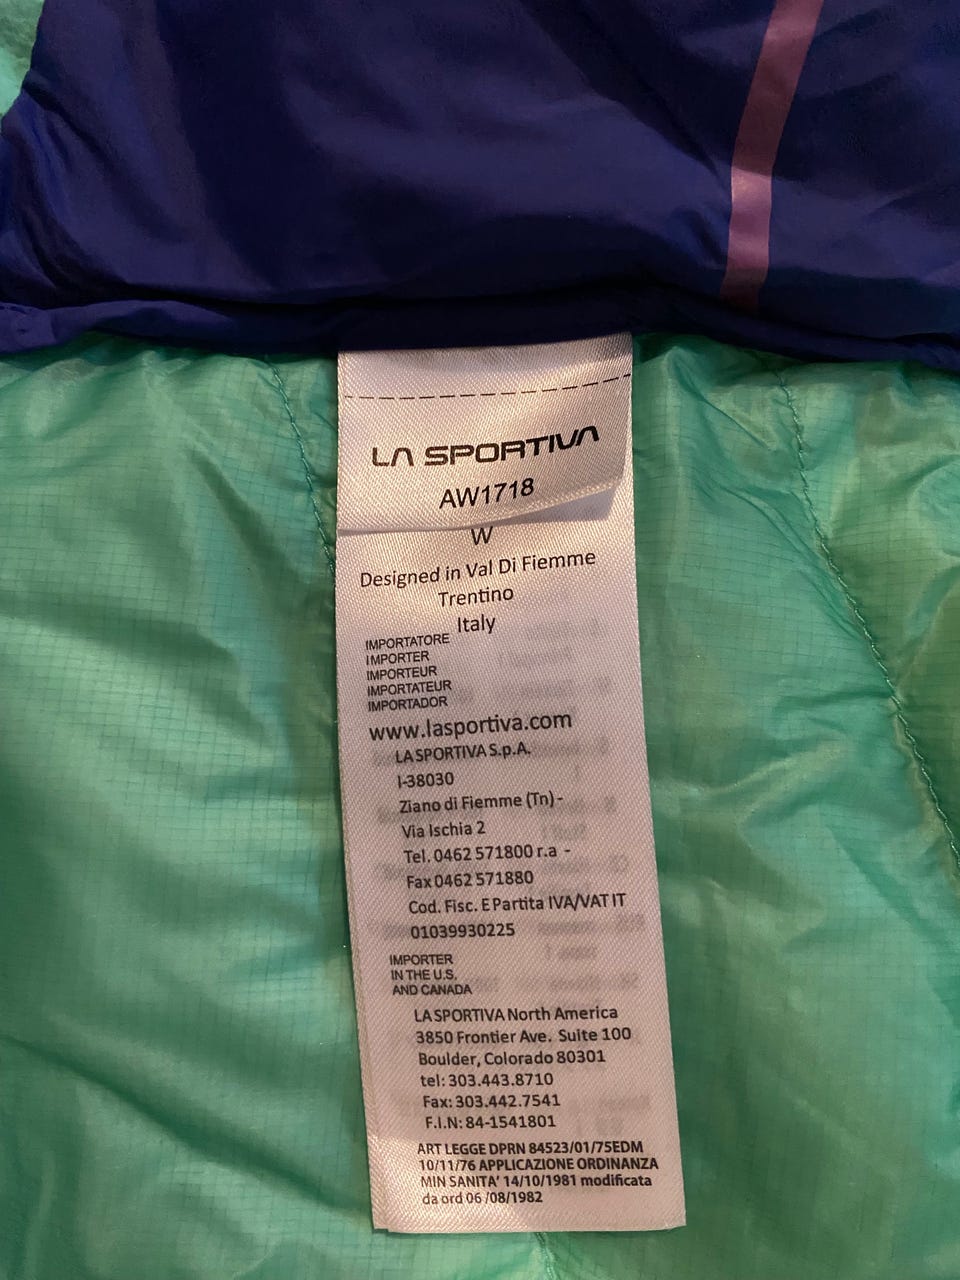 LA SPORTIVA
AW1718
W
Designed in Val Di Fiemme
Trentino
Italy
IMPORTATORE
IMPORTER
IMPORTEUR
IMPORTATEUR
IMPORTADOR
www.lasportiva.com
LA SPORTIVA S.p.A.
I-38030
Ziano di Fiemme (Tn) -
Via Ischia 2
Tel. 0462 571800 r.a -
Fax 0462 571880
Cod. Fisc. E Partita IVA/VAT IT
01039930225
IMPORTER
IN THE U.S.
AND CANADA
LA SPORTIVA North America
3850 Frontier Ave. Suite 100
Boulder, Colorado 80301
tel: 303.443.8710
Fax: 303.442.7541
F.I.N: 84-1541801
ART LEGGE DPRN 84523/01/75EDM
10/11/76 APPLICAZIONE ORDINANZA
MIN SANITA' 14/10/1981 modificata
da ord 06 /08/1982